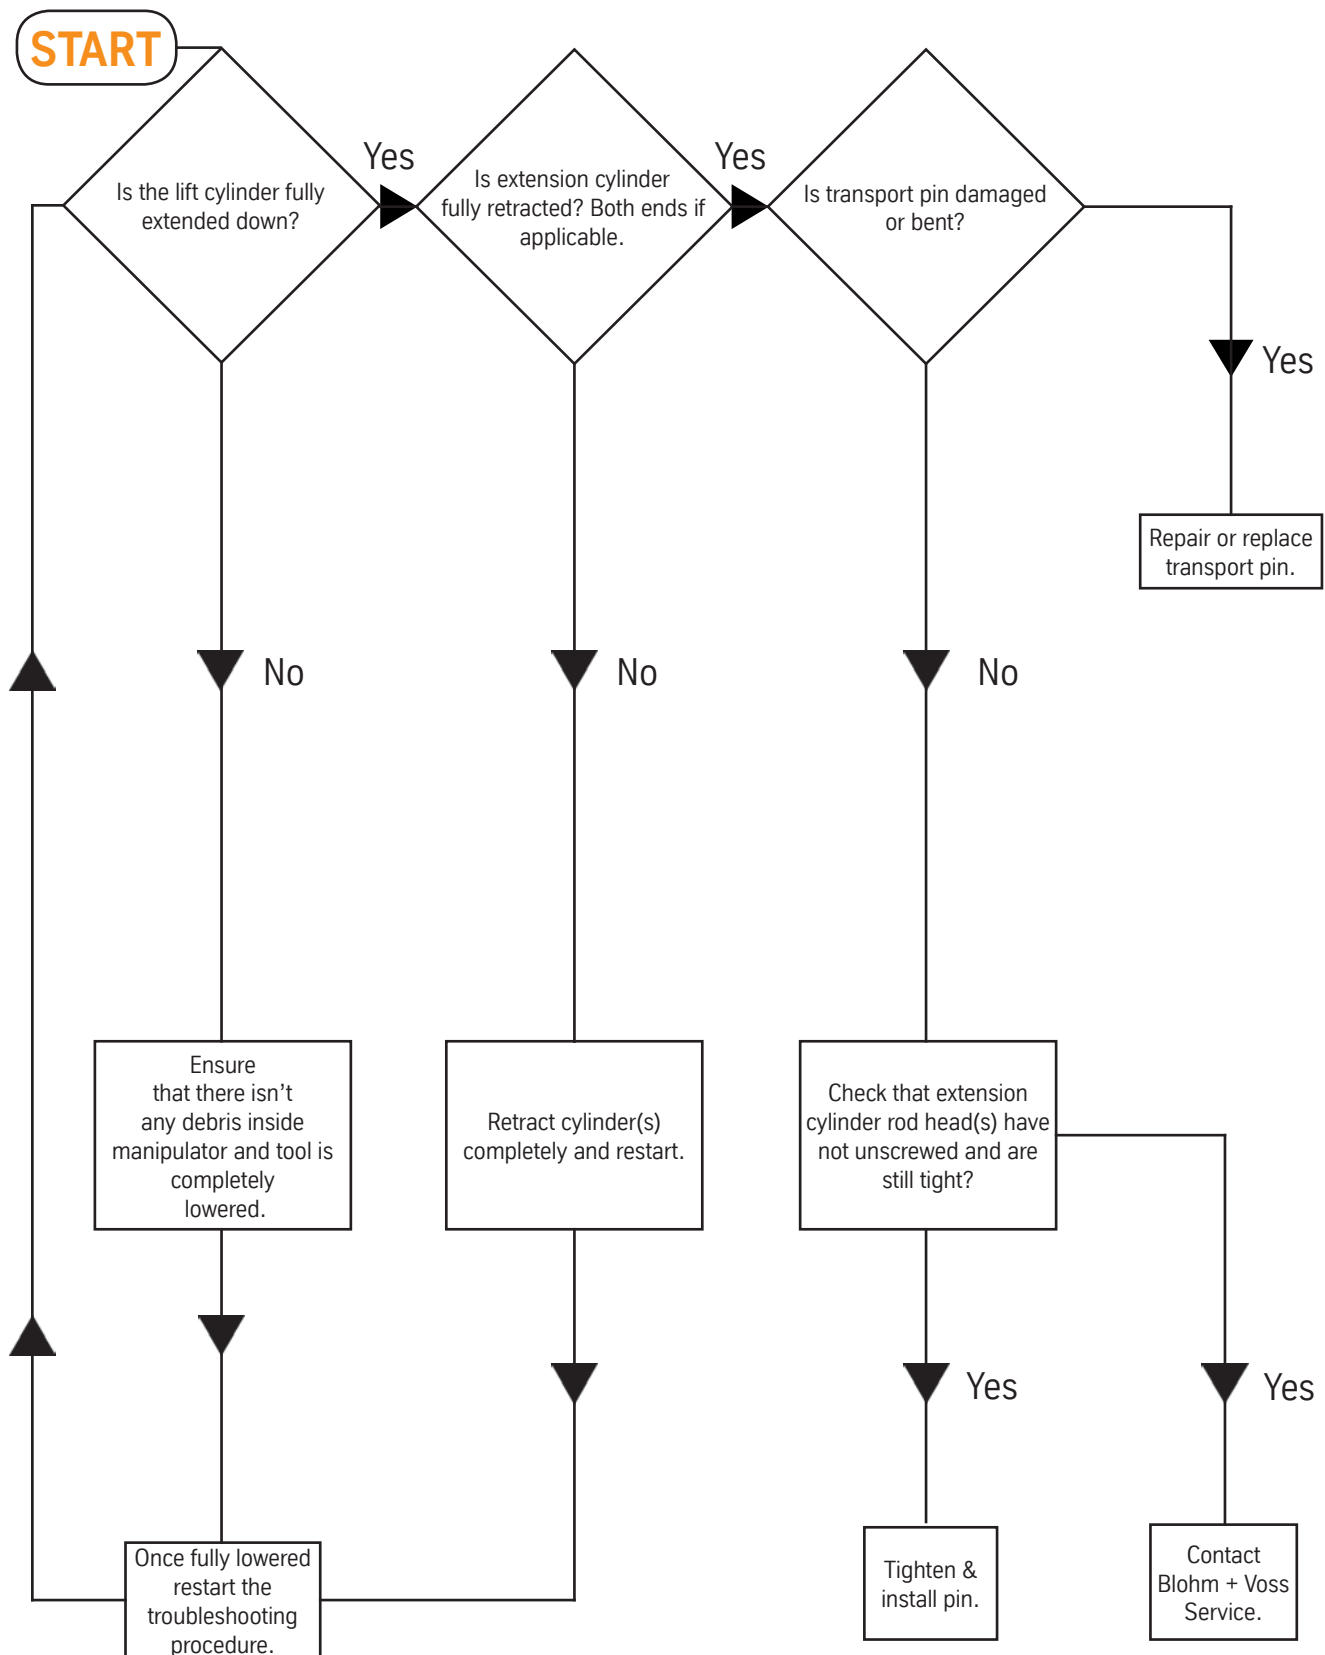 START
Is the lift cylinder fully
extended down?
Yes
Is extension cylinder
fully retracted? Both ends if
applicable.
Yes
Is transport pin damaged
or bent?
Yes
Repair or replace
transport pin.
No
No
No
Ensure
that there isn't
any debris inside
manipulator and tool is
completely
lowered.
Retract cylinder(s)
completely and restart.
Check that extension
cylinder rod head(s) have
not unscrewed and are
still tight?
Yes
Yes
Once fully lowered
restart the
troubleshooting
procedure.
Tighten &
install pin.
Contact
Blohm + Voss
Service.